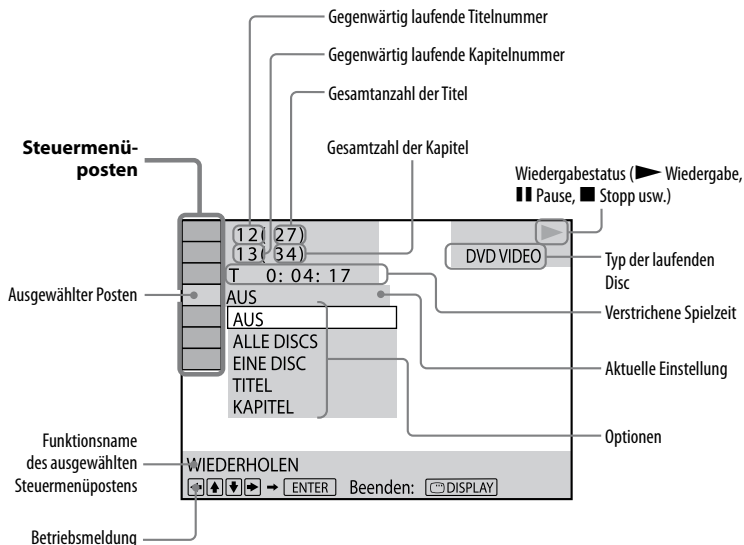 Gegenwärtig laufende Titelnummer
Gegenwärtig laufende Kapitelnummer
Gesamtanzahl der Titel
Gesamtzahl der Kapitel
Steuermenü-
posten
Wiedergabestatus (▶ Wiedergabe,
❚❚ Pause, ■ Stopp usw.)
12(27)
13(34)
T 0: 04: 17
DVD VIDEO
Typ der laufenden
Disc
Verstrichene Spielzeit
Ausgewählter Posten
AUS
AUS
ALLE DISCS
EINE DISC
TITEL
KAPITEL
Aktuelle Einstellung
Optionen
Funktionsname
des ausgewählten
Steuermenüpostens
WIEDERHOLEN
ENTER Beenden: DISPLAY
Betriebsmeldung